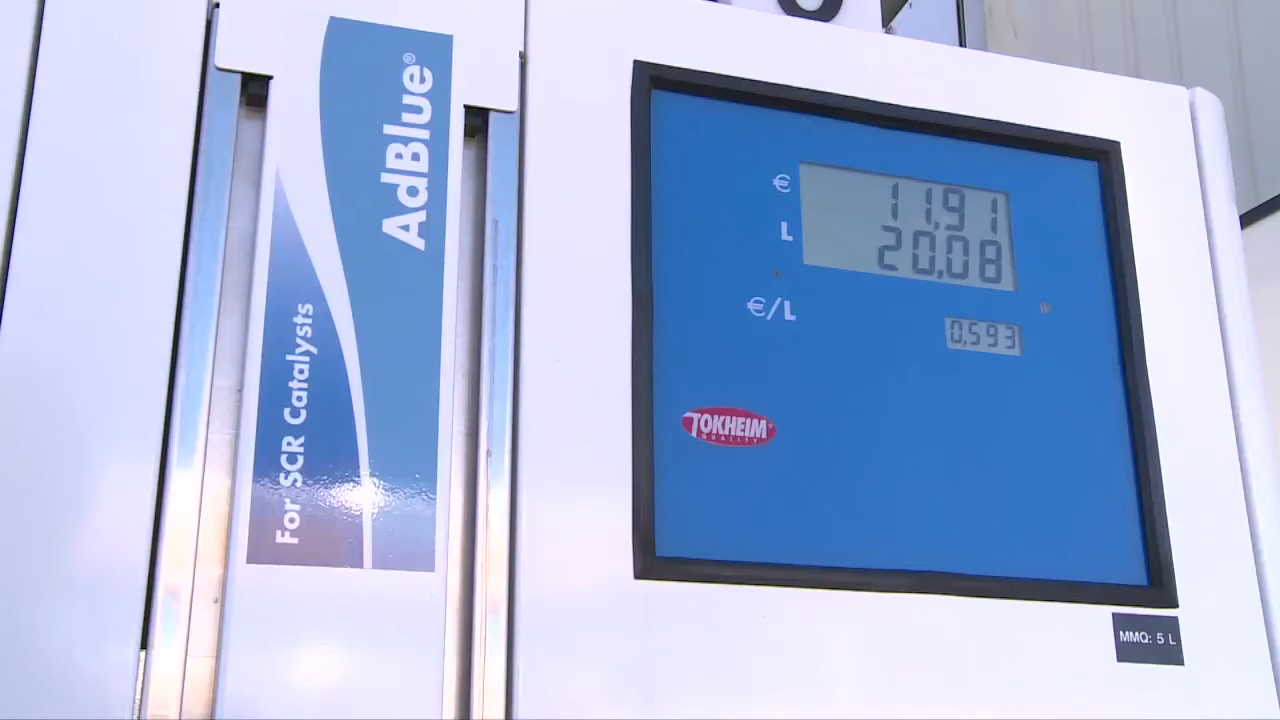 AdBlue®
For SCR Catalysts
€ 11,91
L 20,08
€/L 0,593
TOKHEIM
QUALITY
MMQ: 5 L